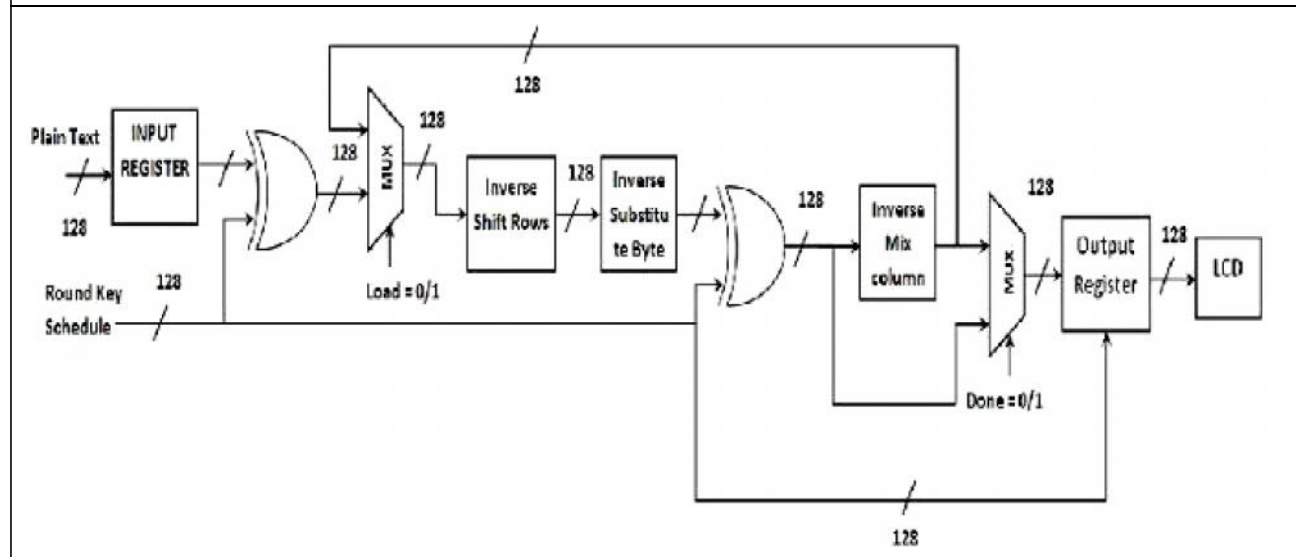 128
Plain Text
128
INPUT
REGISTER
128
MUX
128
Load = 0/1
Round Key
Schedule
128
Inverse
Shift Rows
128
Inverse
Substitu
te Byte
128
Inverse
Mix
column
128
MUX
Done = 0/1
Output
Register
128
LCD
128